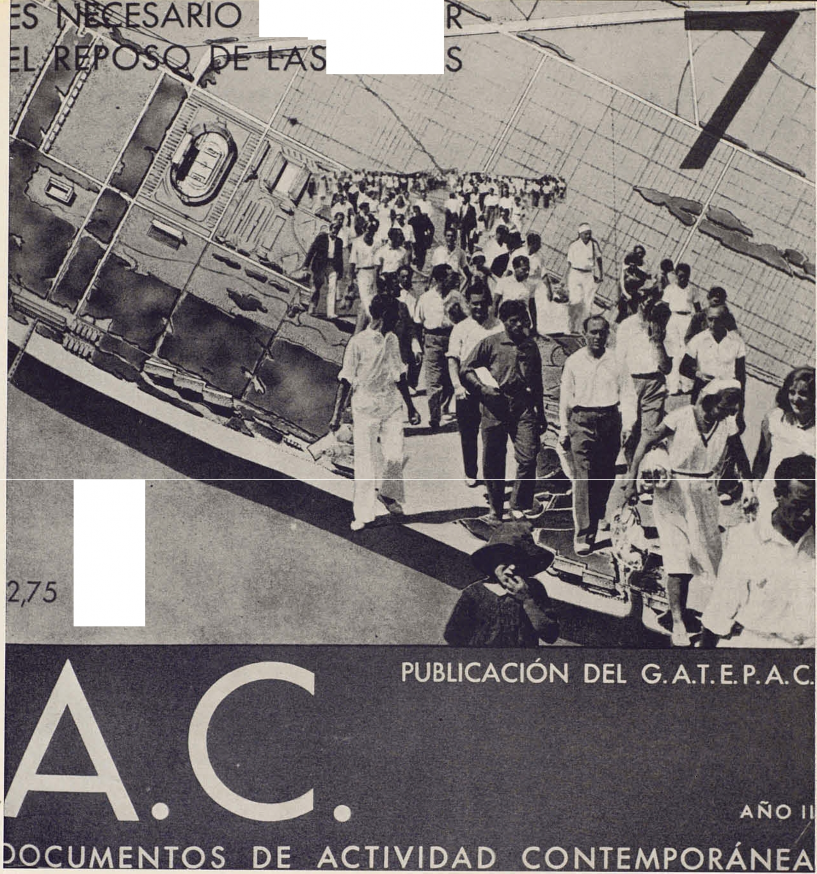 ES NECESARIO
EL REPOSO DE LAS
7
2,75
A.C.
PUBLICACIÓN DEL G.A.T.E.P.A.C.
AÑO II
DOCUMENTOS DE ACTIVIDAD CONTEMPORÁNEA